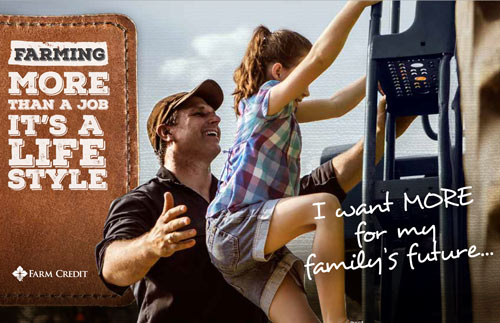 FARMING
MORE
THAN A JOB
IT'S A
LIFE
STYLE
FARM CREDIT
I want MORE
for my
family's future...